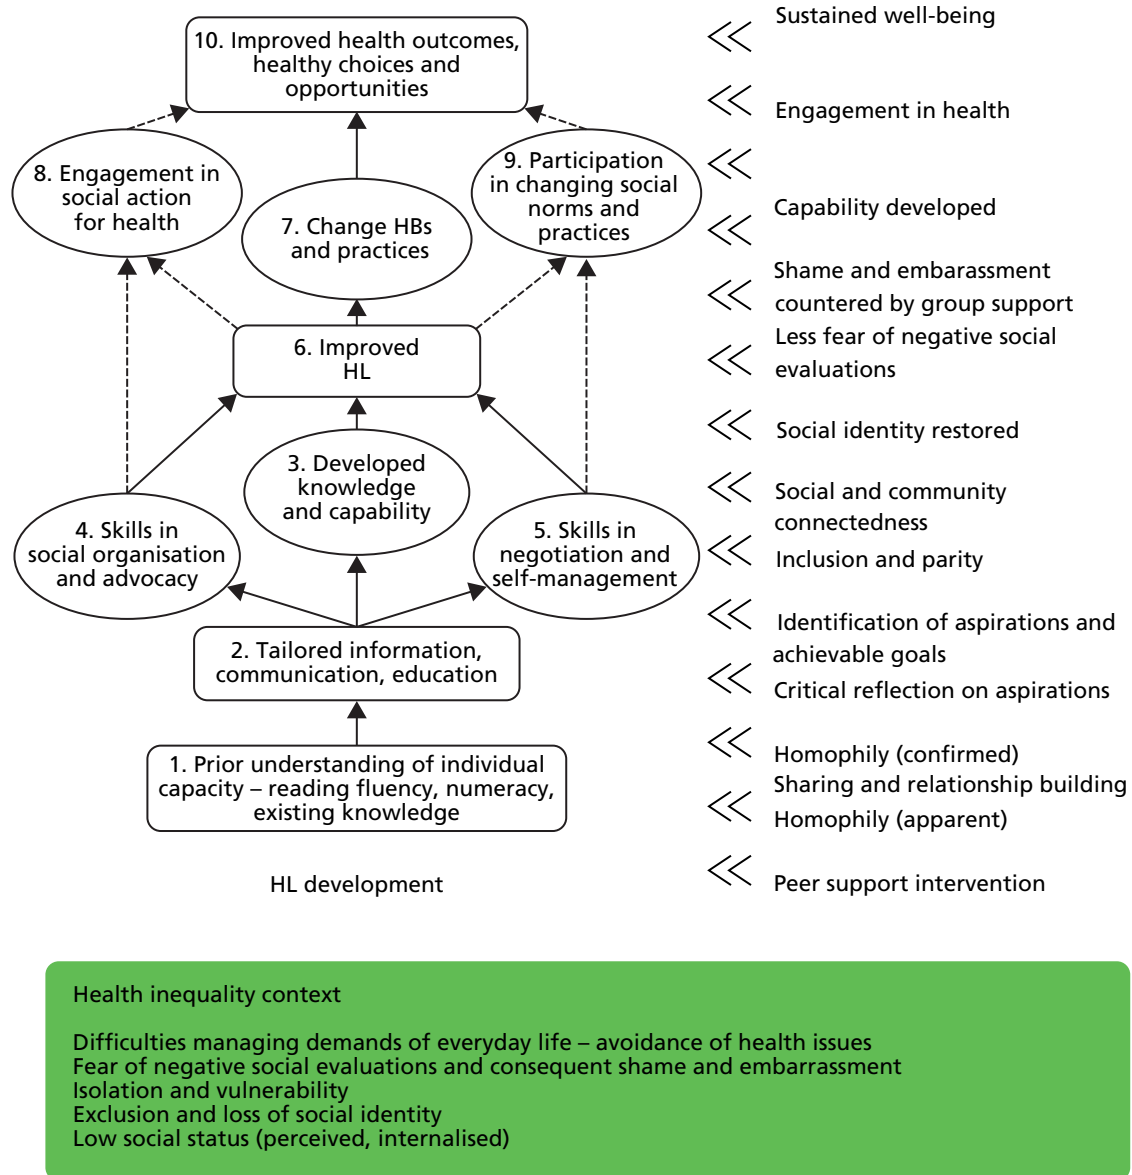 10. Improved health outcomes,
healthy choices and
opportunities
8. Engagement in
social action
for health
9. Participation
in changing social
norms and
practices
7. Change HBs
and practices
6. Improved
HL
3. Developed
knowledge
and capability
4. Skills in
social organisation
and advocacy
5. Skills in
negotiation and
self-management
2. Tailored information,
communication, education
1. Prior understanding of individual
capacity – reading fluency, numeracy,
existing knowledge
HL development
Sustained well-being
Engagement in health
Capability developed
Shame and embarassment
countered by group support
Less fear of negative social
evaluations
Social identity restored
Social and community
connectedness
Inclusion and parity
Identification of aspirations and
achievable goals
Critical reflection on aspirations
Homophily (confirmed)
Sharing and relationship building
Homophily (apparent)
Peer support intervention
Health inequality context
Difficulties managing demands of everyday life – avoidance of health issues
Fear of negative social evaluations and consequent shame and embarrassment
Isolation and vulnerability
Exclusion and loss of social identity
Low social status (perceived, internalised)